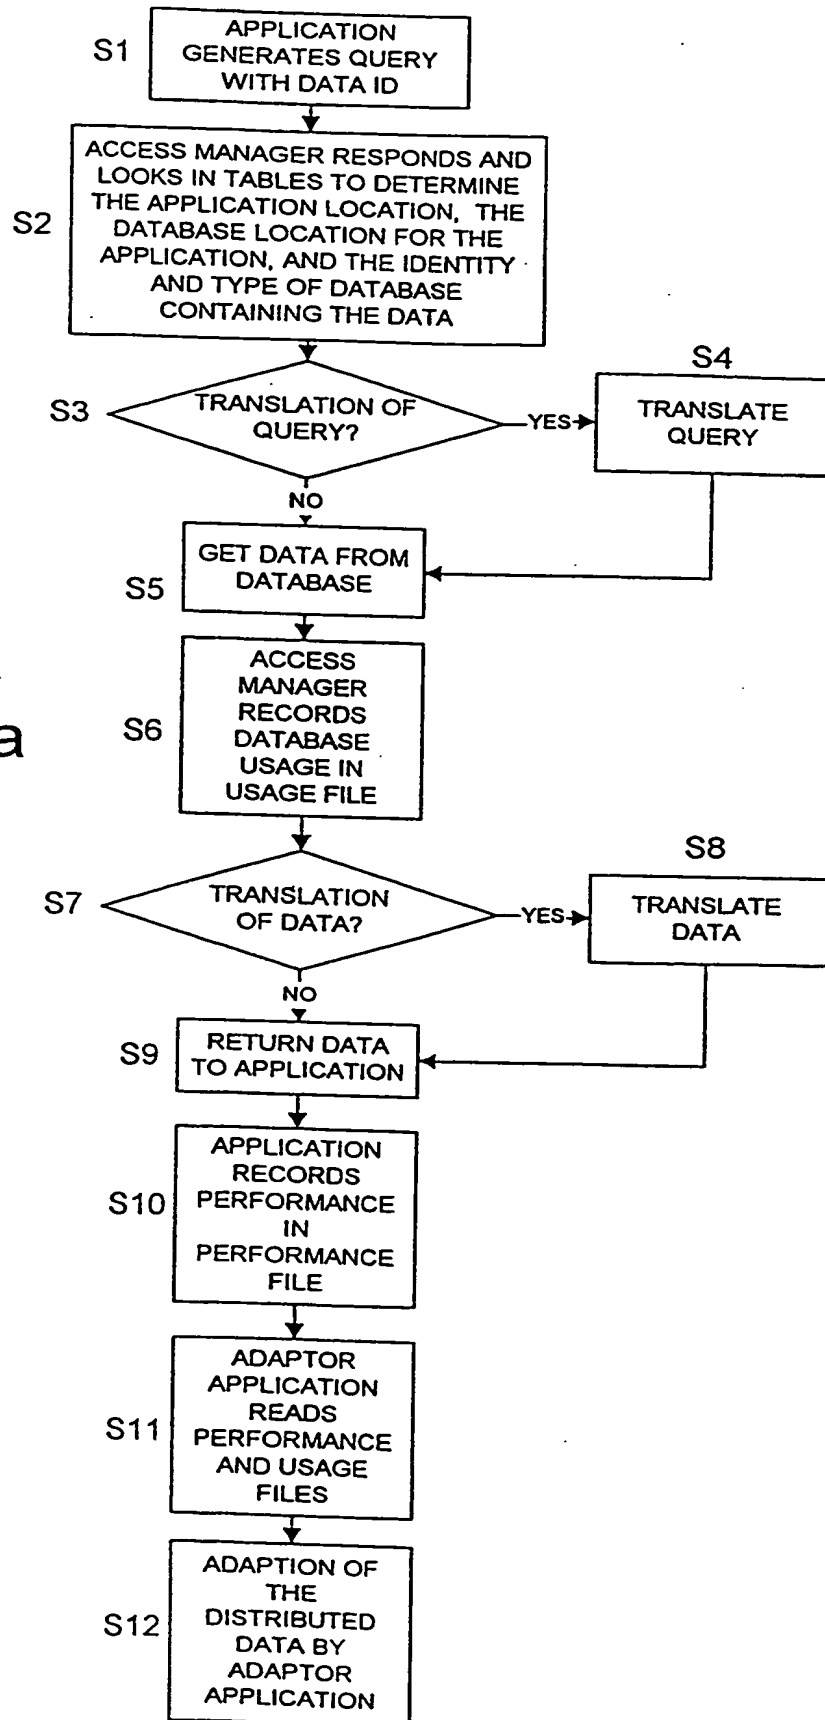 S1
APPLICATION
GENERATES QUERY
WITH DATA ID
S2
ACCESS MANAGER RESPONDS AND
LOOKS IN TABLES TO DETERMINE
THE APPLICATION LOCATION, THE
DATABASE LOCATION FOR THE
APPLICATION, AND THE IDENTITY
AND TYPE OF DATABASE
CONTAINING THE DATA
S3
TRANSLATION OF
QUERY?
YES
S4
TRANSLATE
QUERY
NO
S5
GET DATA FROM
DATABASE
S6
ACCESS
MANAGER
RECORDS
DATABASE
USAGE IN
USAGE FILE
a
S7
TRANSLATION
OF DATA?
YES
S8
TRANSLATE
DATA
NO
S9
RETURN DATA
TO APPLICATION
S10
APPLICATION
RECORDS
PERFORMANCE
IN
PERFORMANCE
FILE
S11
ADAPTOR
APPLICATION
READS
PERFORMANCE
AND USAGE
FILES
S12
ADAPTION OF
THE
DISTRIBUTED
DATA BY
ADAPTOR
APPLICATION